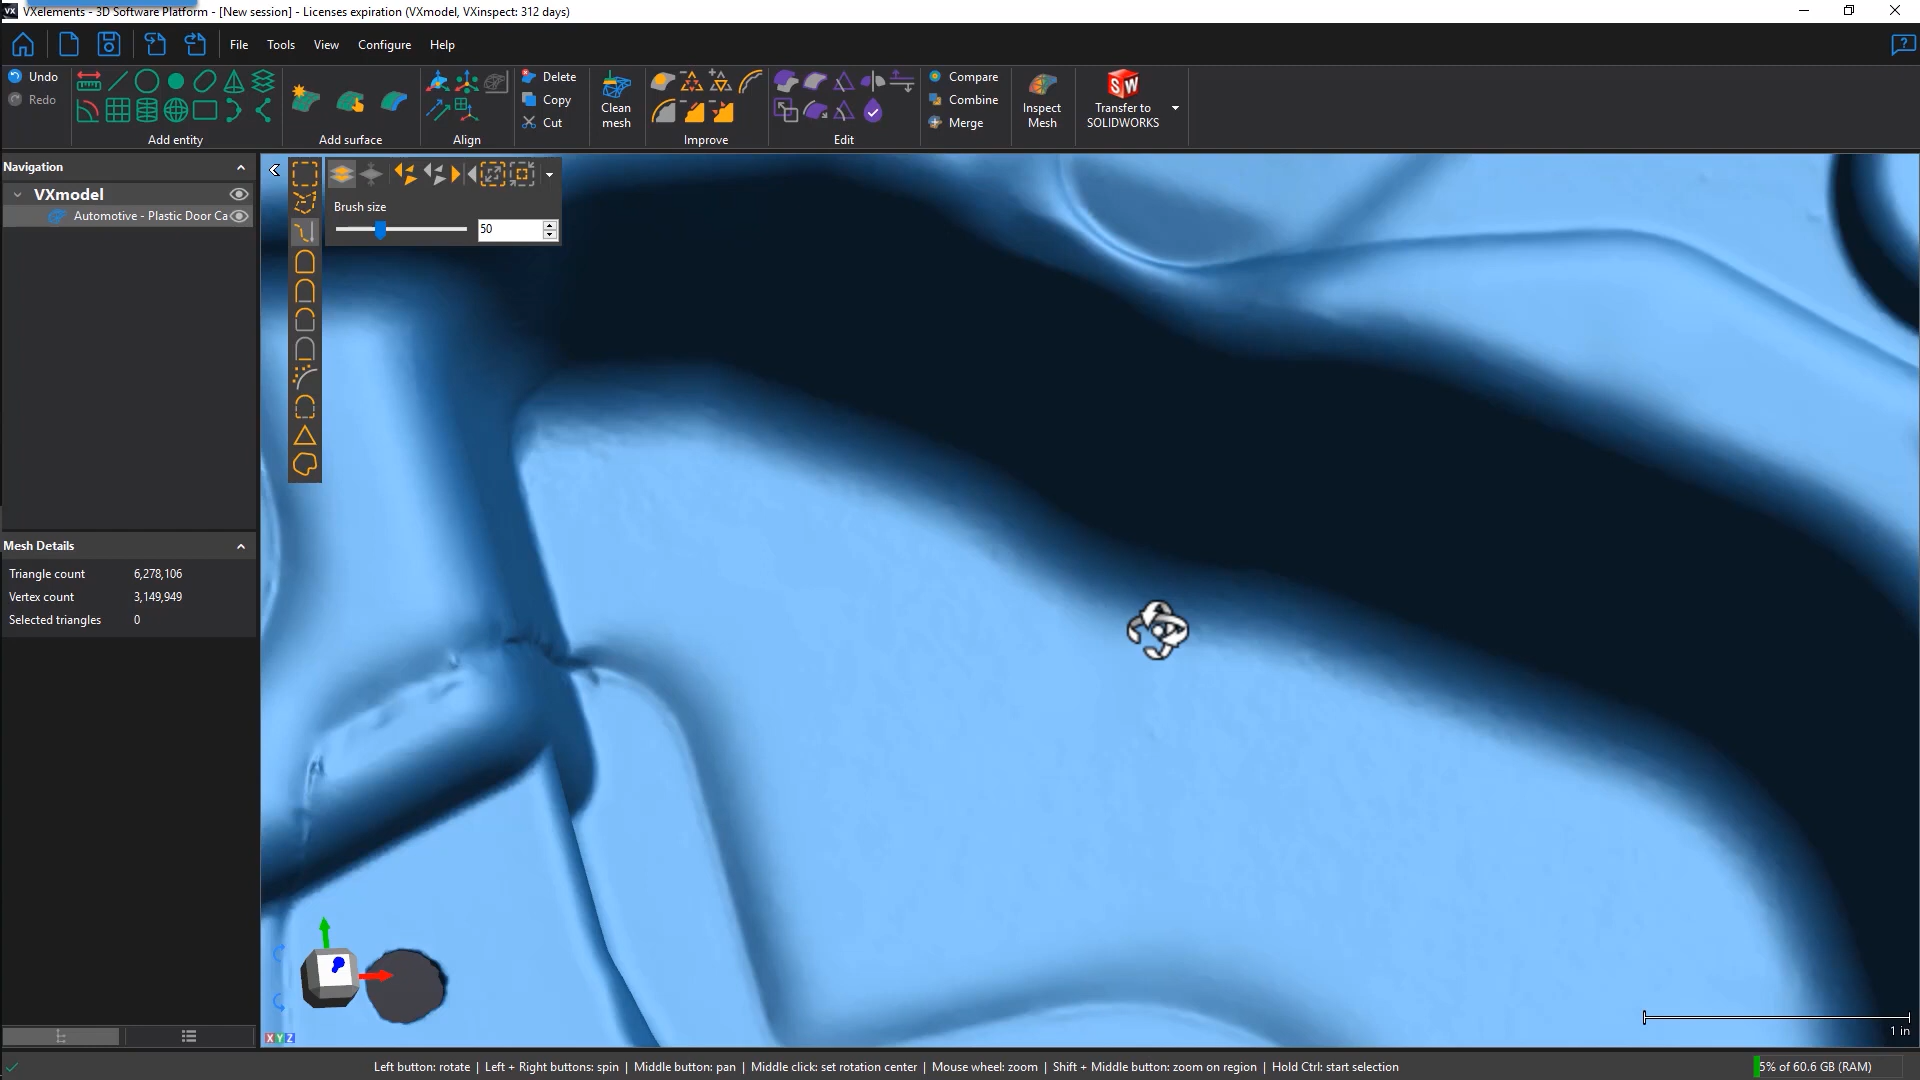 VX VXelements - 3D Software Platform - [New session] - Licenses expiration (VXmodel, VXinspect: 312 days)
File Tools View Configure Help
Undo
Redo
Add entity
Add surface
Align
Delete
Copy
Cut
Clean
mesh
Improve
Edit
Compare
Combine
Merge
Inspect
Mesh
SW
Transfer to
SOLIDWORKS
Navigation
VXmodel
Automotive - Plastic Door Ca
Brush size
50
Mesh Details
Triangle count 6,278,106
Vertex count 3,149,949
Selected triangles 0
X Y Z
1 in
Left button: rotate | Left + Right buttons: spin | Middle button: pan | Middle click: set rotation center | Mouse wheel: zoom | Shift + Middle button: zoom on region | Hold Ctrl: start selection
5% of 60.6 GB (RAM)